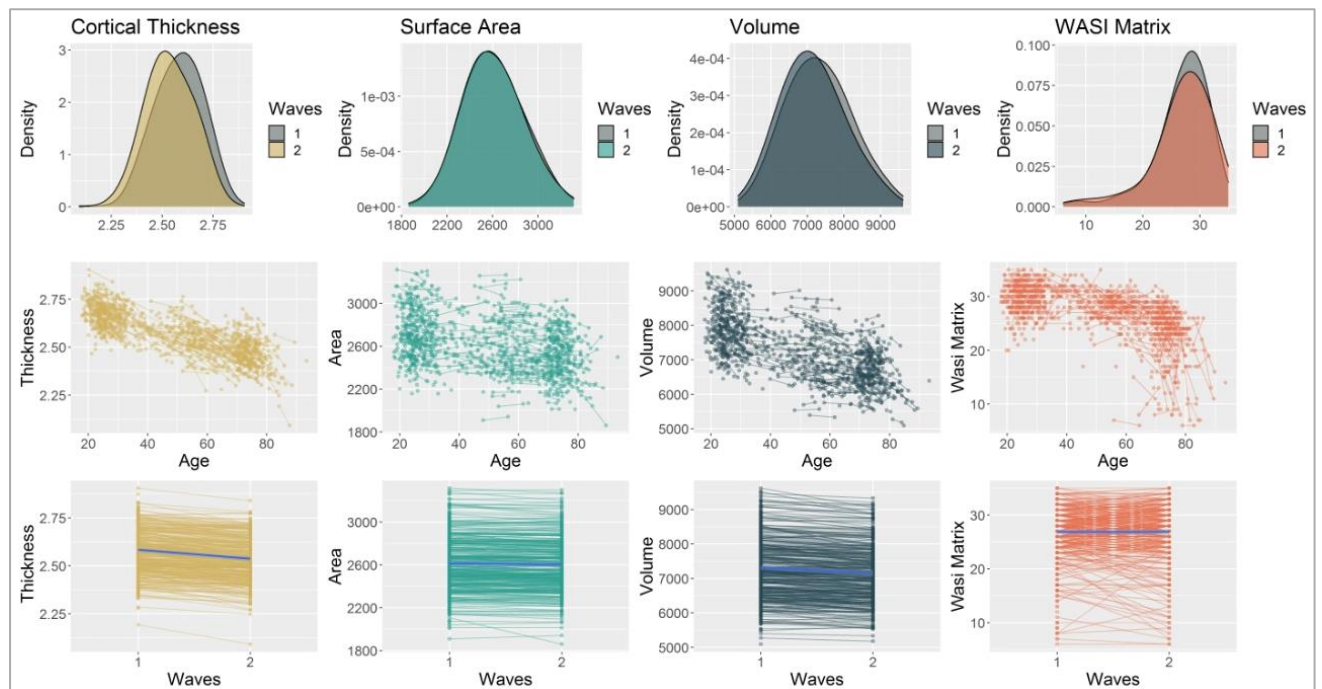 Cortical Thickness
Surface Area
Volume
WASI Matrix
3
2
1
0
Density
2.25 2.50 2.75
Waves
1
2
1e-03
5e-04
0e+00
Density
1800 2200 2600 3000
Waves
1
2
4e-04
3e-04
2e-04
1e-04
0e+00
Density
5000 6000 7000 8000 9000
Waves
1
2
0.100
0.075
0.050
0.025
0.000
Density
10 20 30
Waves
1
2
2.75
2.50
2.25
Thickness
20 40 60 80
Age
3000
2600
2200
1800
Area
20 40 60 80
Age
9000
8000
7000
6000
5000
Volume
20 40 60 80
Age
30
20
10
Wasi Matrix
20 40 60 80
Age
2.75
2.50
2.25
Thickness
1 2
Waves
3000
2600
2200
1800
Area
1 2
Waves
9000
8000
7000
6000
5000
Volume
1 2
Waves
30
20
10
Wasi Matrix
1 2
Waves